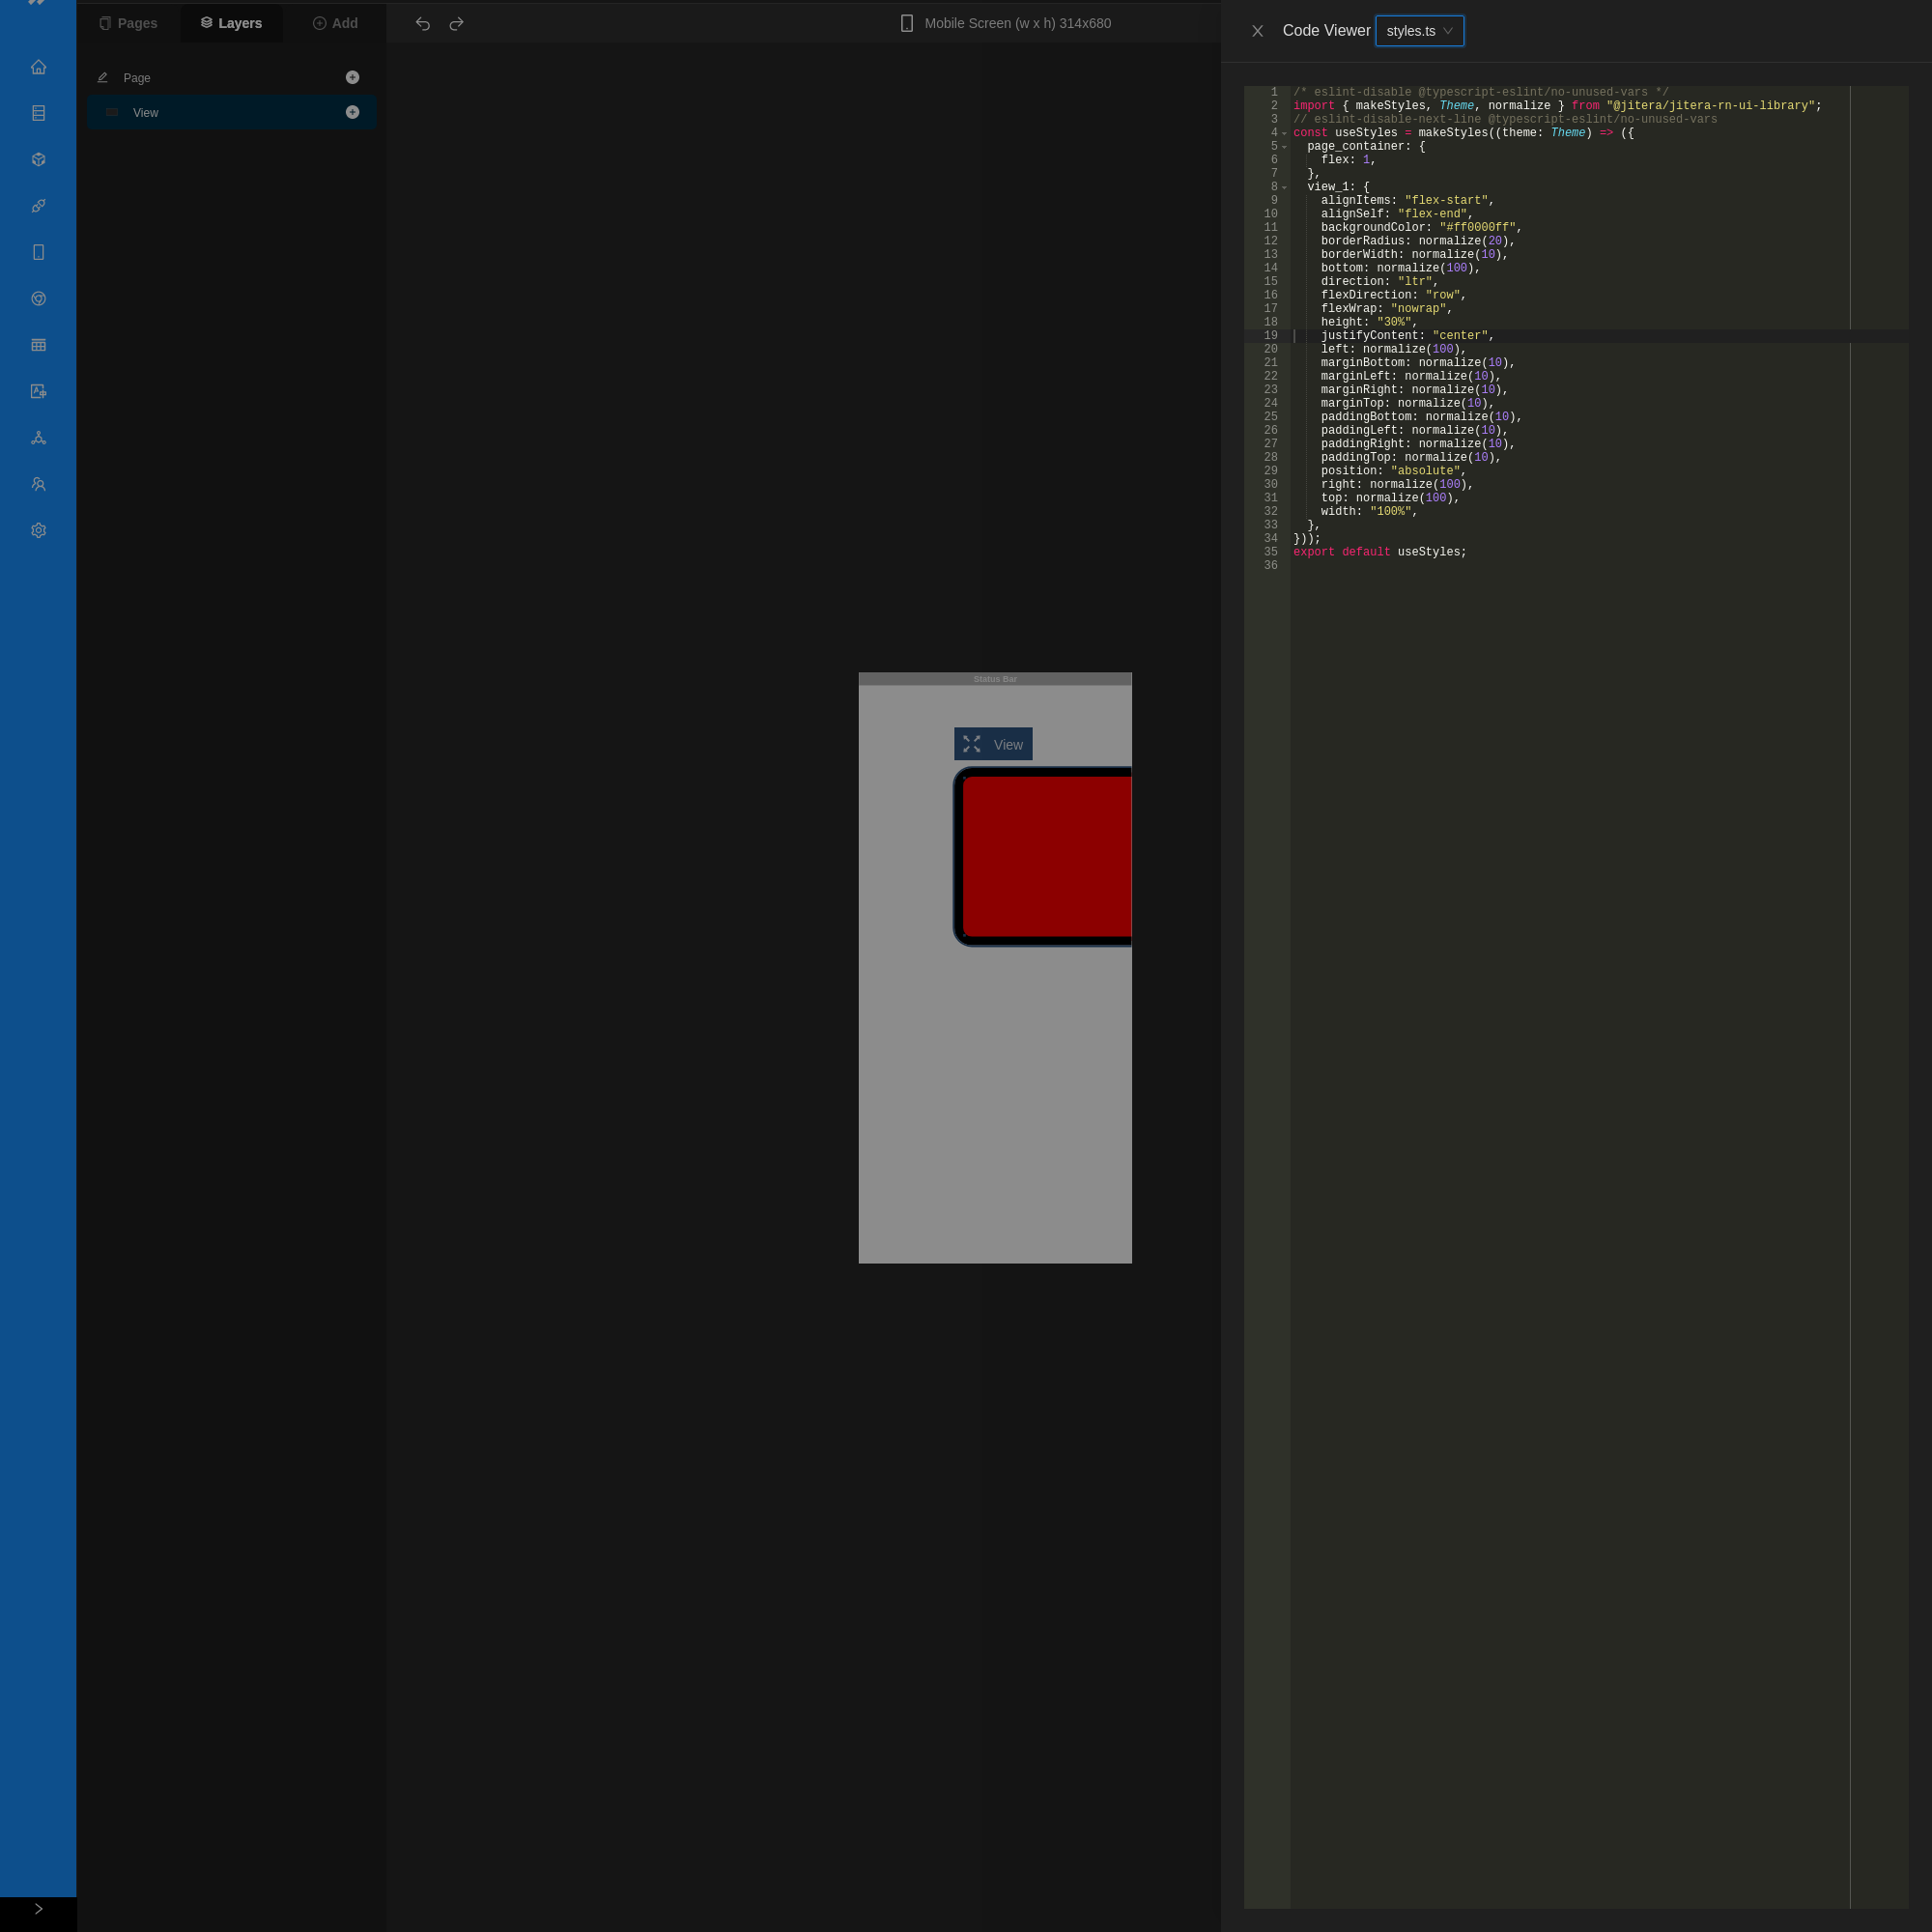 Pages
Layers
Add
Mobile Screen (w x h) 314x680
Page
View
Status Bar
View
Code Viewer
styles.ts
1 /* eslint-disable @typescript-eslint/no-unused-vars */
2 import { makeStyles, Theme, normalize } from "@jitera/jitera-rn-ui-library";
3 // eslint-disable-next-line @typescript-eslint/no-unused-vars
4 const useStyles = makeStyles((theme: Theme) => ({
5   page_container: {
6     flex: 1,
7   },
8   view_1: {
9     alignItems: "flex-start",
10     alignSelf: "flex-end",
11     backgroundColor: "#ff0000ff",
12     borderRadius: normalize(20),
13     borderWidth: normalize(10),
14     bottom: normalize(100),
15     direction: "ltr",
16     flexDirection: "row",
17     flexWrap: "nowrap",
18     height: "30%",
19     justifyContent: "center",
20     left: normalize(100),
21     marginBottom: normalize(10),
22     marginLeft: normalize(10),
23     marginRight: normalize(10),
24     marginTop: normalize(10),
25     paddingBottom: normalize(10),
26     paddingLeft: normalize(10),
27     paddingRight: normalize(10),
28     paddingTop: normalize(10),
29     position: "absolute",
30     right: normalize(100),
31     top: normalize(100),
32     width: "100%",
33   },
34 }));
35 export default useStyles;
36